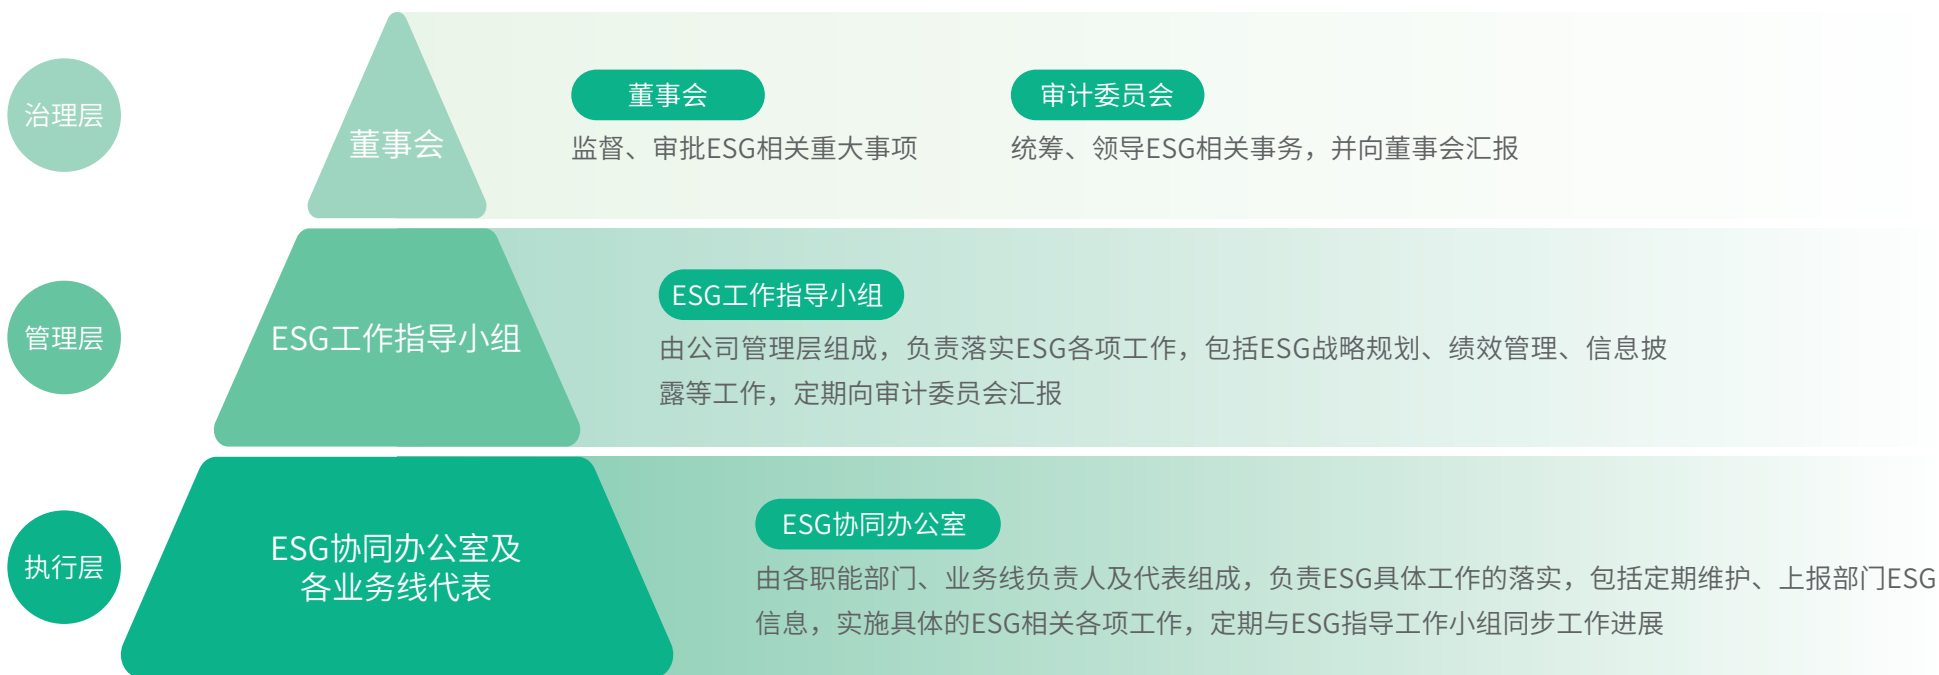 治理层
董事会
董事会
监督、审批ESG相关重大事项
审计委员会
统筹、领导ESG相关事务，并向董事会汇报
管理层
ESG工作指导小组
ESG工作指导小组
由公司管理层组成，负责落实ESG各项工作，包括ESG战略规划、绩效管理、信息披
露等工作，定期向审计委员会汇报
执行层
ESG协同办公室及
各业务线代表
ESG协同办公室
由各职能部门、业务线负责人及代表组成，负责ESG具体工作的落实，包括定期维护、上报部门ESG
信息，实施具体的ESG相关各项工作，定期与ESG指导工作小组同步工作进展